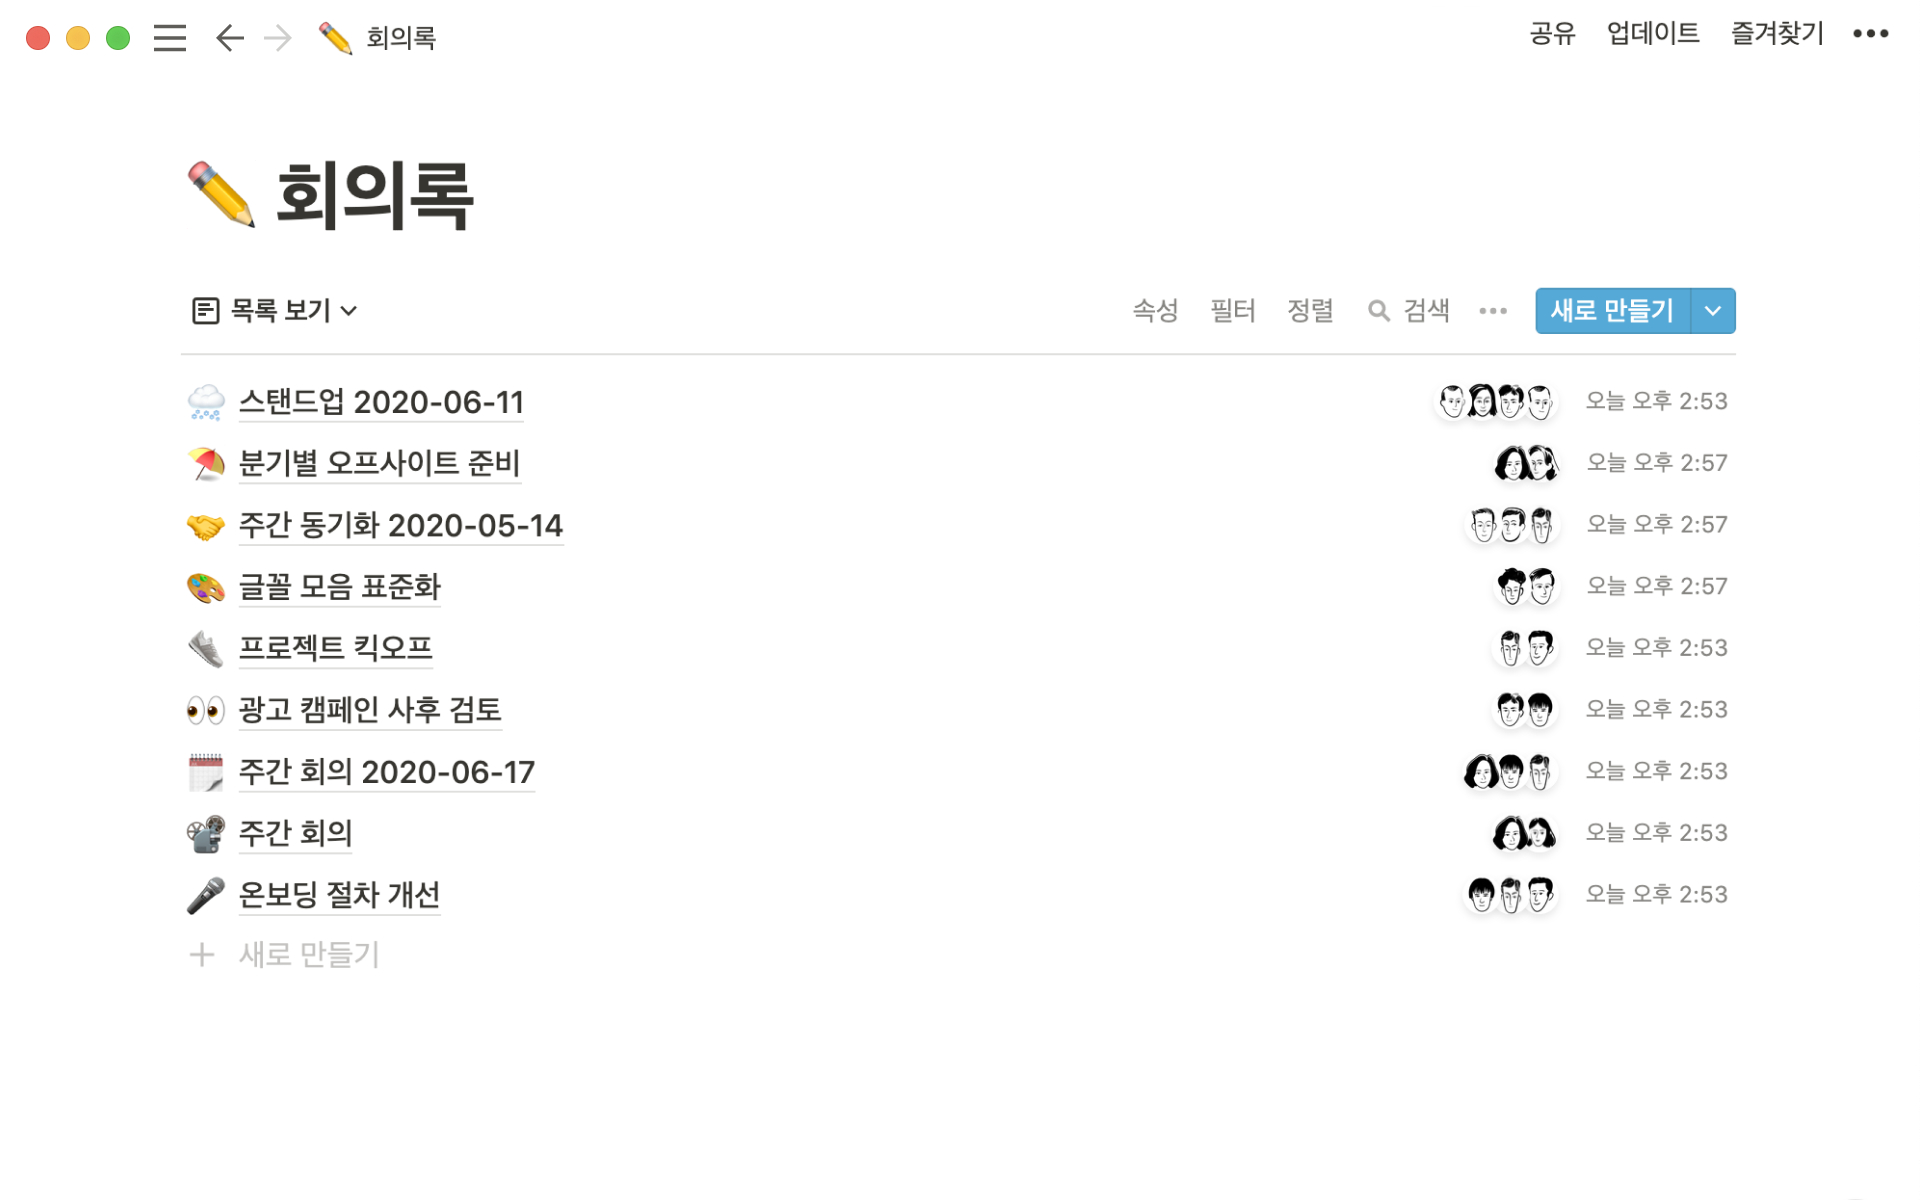 회의록
공유 업데이트 즐겨찾기
회의록
목록 보기
속성 필터 정렬 검색 새로 만들기
스탠드업 2020-06-11 오늘 오후 2:53
분기별 오프사이트 준비 오늘 오후 2:57
주간 동기화 2020-05-14 오늘 오후 2:57
글꼴 모음 표준화 오늘 오후 2:57
프로젝트 킥오프 오늘 오후 2:53
광고 캠페인 사후 검토 오늘 오후 2:53
주간 회의 2020-06-17 오늘 오후 2:53
주간 회의 오늘 오후 2:53
온보딩 절차 개선 오늘 오후 2:53
새로 만들기